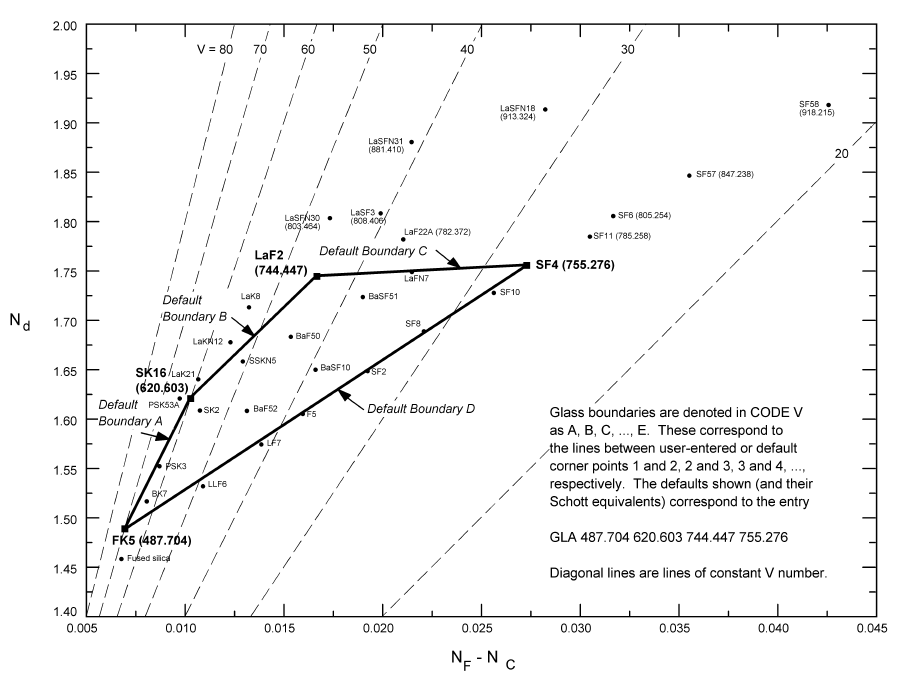 2.00
V = 80
70
60
50
40
30
1.95
LaSFN18
(913.324)
SF58
(918.215)
1.90
LaSFN31
(881.410)
20
1.85
SF57 (847.238)
LaSFN30
(803.464)
LaSF3
(808.406)
SF6 (805.254)
1.80
LaF22A (782.372)
SF11 (785.258)
Default Boundary C
LaF2
(744.447)
SF4 (755.276)
1.75
LaFN7
LaK8
BaSF51
SF10
Default
Boundary B
1.70
Nd
SF8
LaKN12
BaF50
SSKN5
1.65
SK16
(620.603)
LaK21
BaSF10
SF2
PSK53A
Default
Boundary A
SK2
BaF52
F5
Default Boundary D
1.60
LF7
Glass boundaries are denoted in CODE V
as A, B, C, ..., E. These correspond to
the lines between user-entered or default
corner points 1 and 2, 2 and 3, 3 and 4, ...,
respectively. The defaults shown (and their
Schott equivalents) correspond to the entry
1.55
PSK3
LLF6
BK7
1.50
FK5 (487.704)
GLA 487.704 620.603 744.447 755.276
Fused silica
1.45
Diagonal lines are lines of constant V number.
1.40
0.005
0.010
0.015
0.020
0.025
0.030
0.035
0.040
0.045
NF - NC